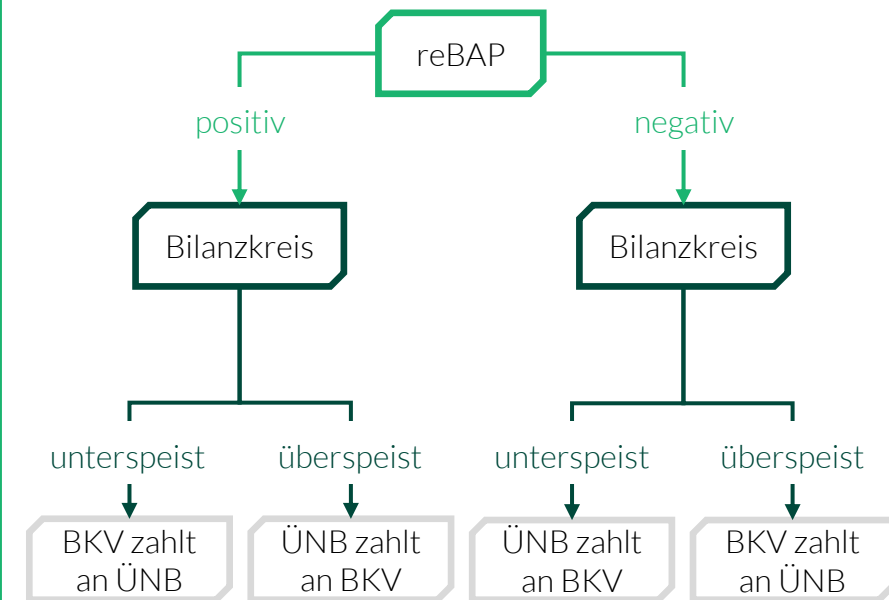 reBAP
positiv
negativ
Bilanzkreis
Bilanzkreis
unterspeist
überspeist
unterspeist
überspeist
BKV zahlt
an ÜNB
ÜNB zahlt
an BKV
ÜNB zahlt
an BKV
BKV zahlt
an ÜNB